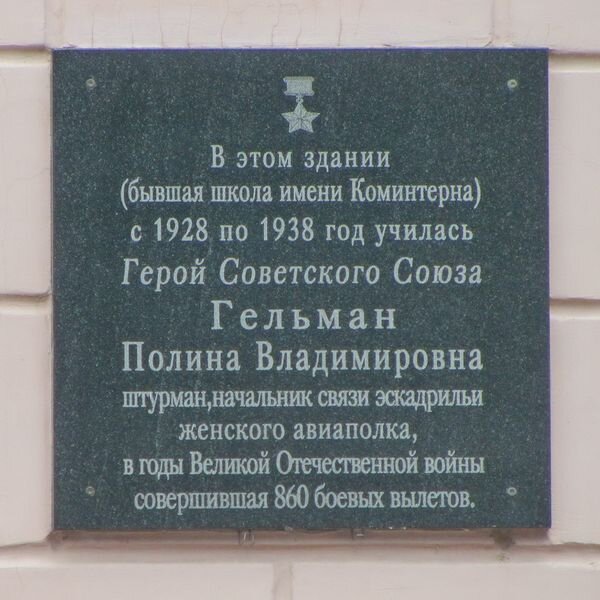 В этом здании
(бывшая школа имени Коминтерна)
с 1928 по 1938 год училась
Герой Советского Союза
Гельман
Полина Владимировна
штурман,начальник связи эскадрильи
женского авиаполка,
в годы Великой Отечественной войны
совершившая 860 боевых вылетов.